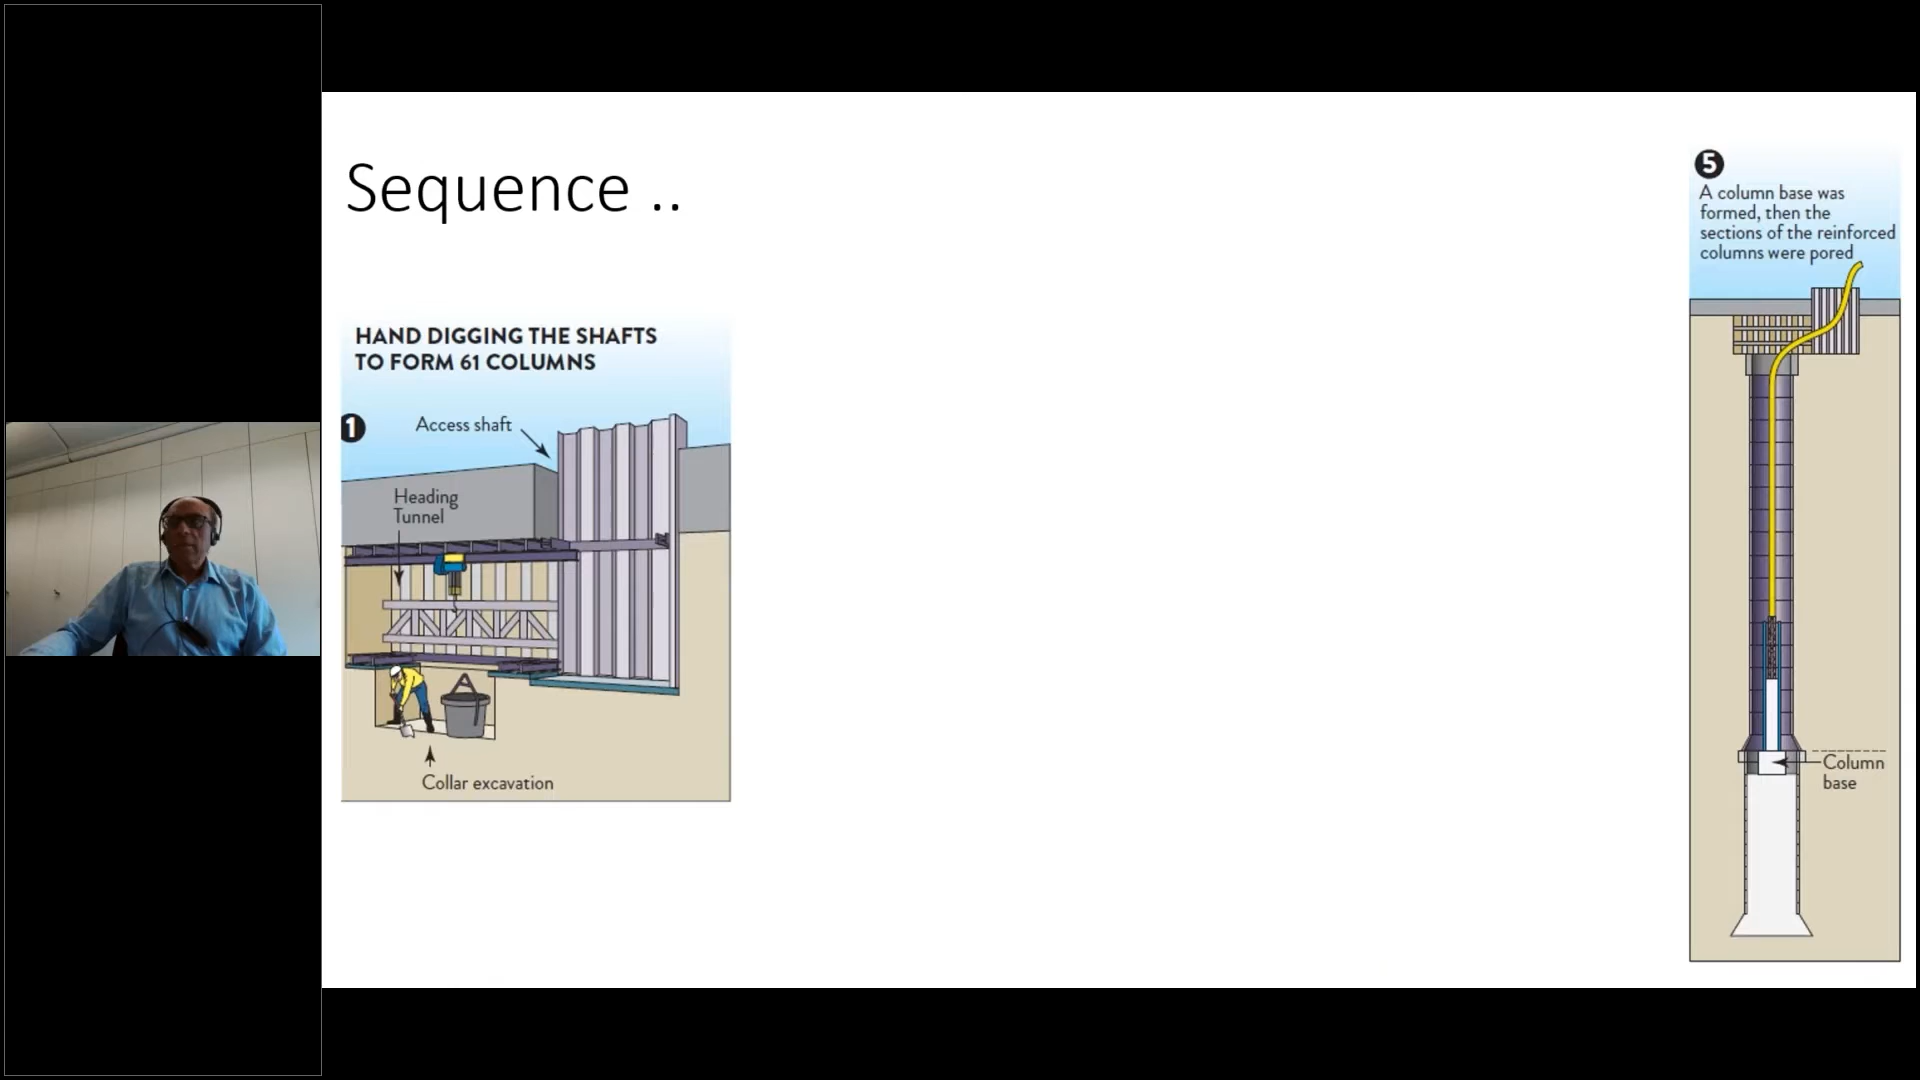 Sequence ..
HAND DIGGING THE SHAFTS
TO FORM 61 COLUMNS
1
Access shaft
Heading
Tunnel
Collar excavation
5
A column base was
formed, then the
sections of the reinforced
columns were pored
Column
base